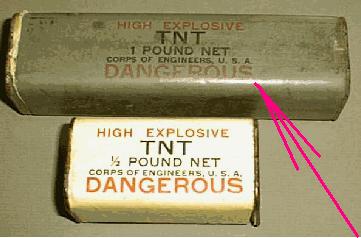 HIGH EXPLOSIVE
TNT
1 POUND NET
CORPS OF ENGINEERS, U. S. A.
DANGEROUS
HIGH EXPLOSIVE
TNT
½ POUND NET
CORPS OF ENGINEERS, U. S. A.
DANGEROUS